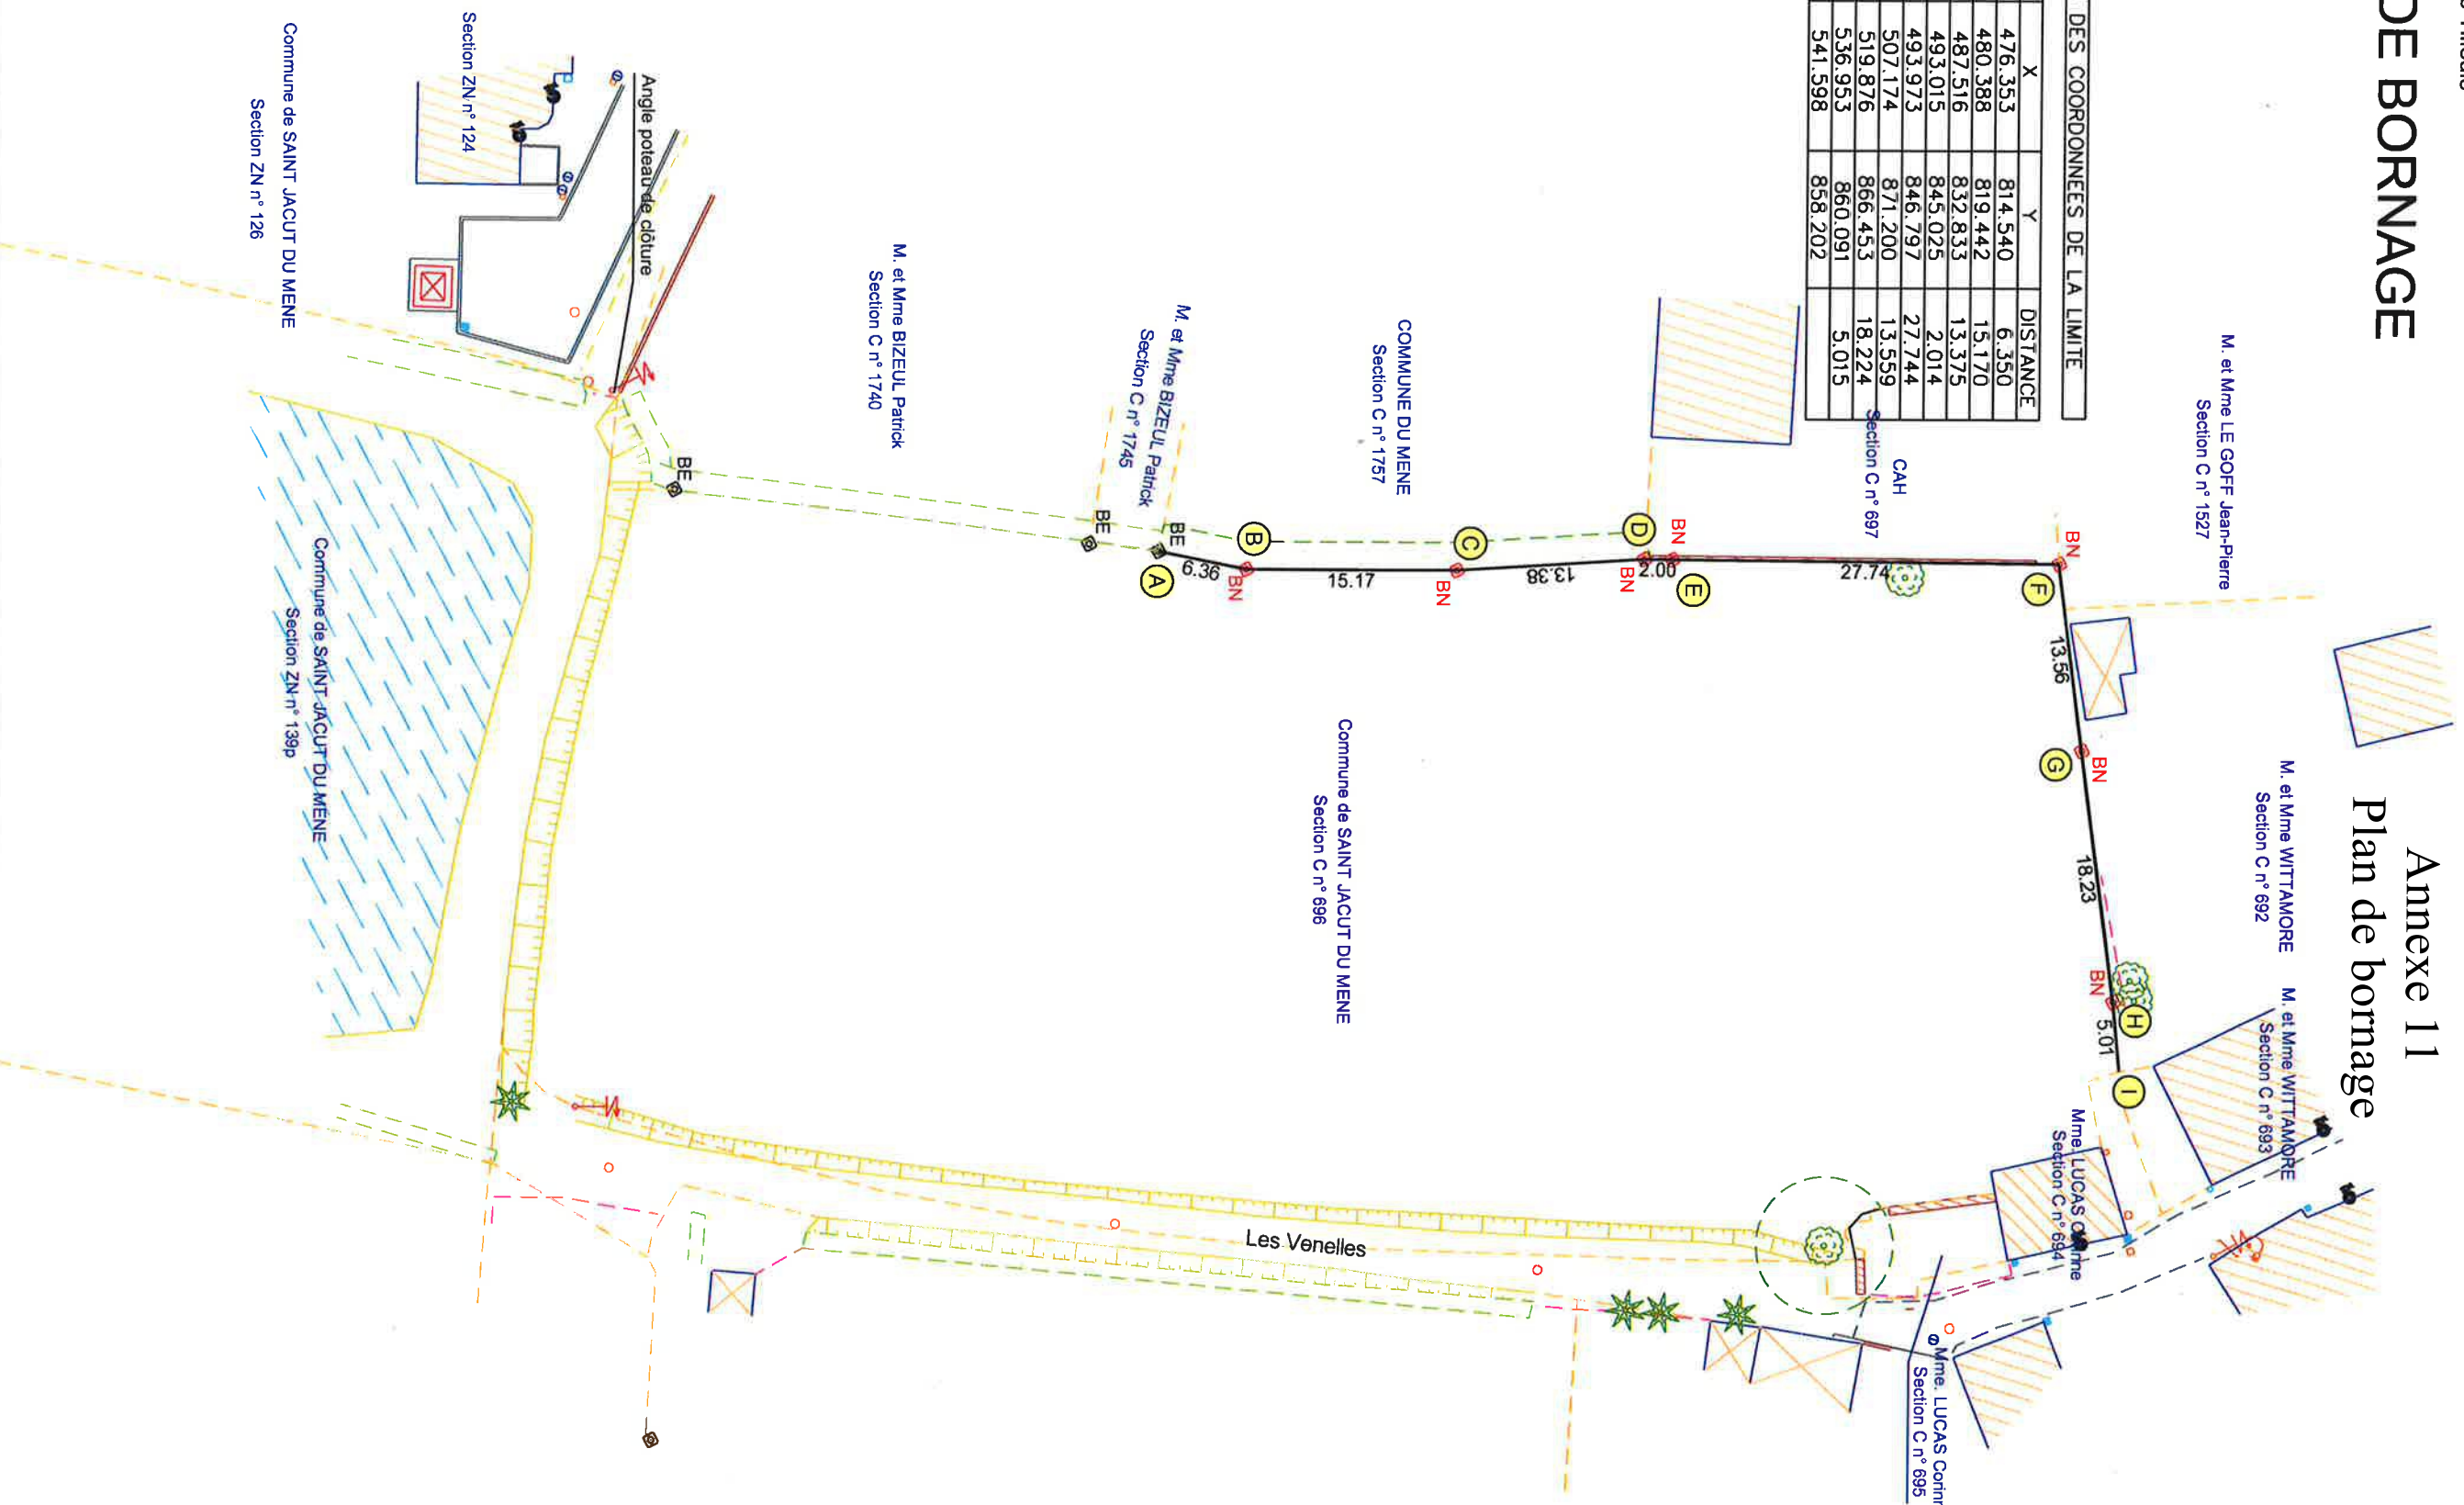 DE BORNAGE
Annexe 11
Plan de bornage
DES COORDONNEES DE LA LIMITE
X Y DISTANCE
476.353 814.540 6.350
480.388 819.442 15.170
487.516 832.833 13.375
493.015 845.025 2.014
493.973 846.797 27.744
507.174 871.200 13.559
519.876 866.453 18.224
536.953 860.091 5.015
541.598 858.202
M. et Mme LE GOFF Jean-Pierre
Section C n° 1527
M. et Mme WITTAMORE
Section C n° 692
M. et Mme WITTAMORE
Section C n° 693
Mme. LUCAS
Section C n° 694
Mme. LUCAS Corinn
Section C n° 695
CAH
Section C n° 697
COMMUNE DU MENE
Section C n° 1757
M. et Mme BIZEUL Patrick
Section C n° 1745
M. et Mme BIZEUL Patrick
Section C n° 1740
Commune de SAINT JACUT DU MENE
Section C n° 696
Angle poteau de clôture
Section ZN n° 124
Commune de SAINT JACUT DU MENE
Section ZN n° 126
Commune de SAINT JACUT DU MENE
Section ZN n° 139p
Les Venelles
BE
BE
BE
A
6.36
B
BN
15.17
C
BN
13.38
D
BN
2.00
BN
E
27.74
F
BN
13.56
G
BN
18.23
H
BN
5.01
I